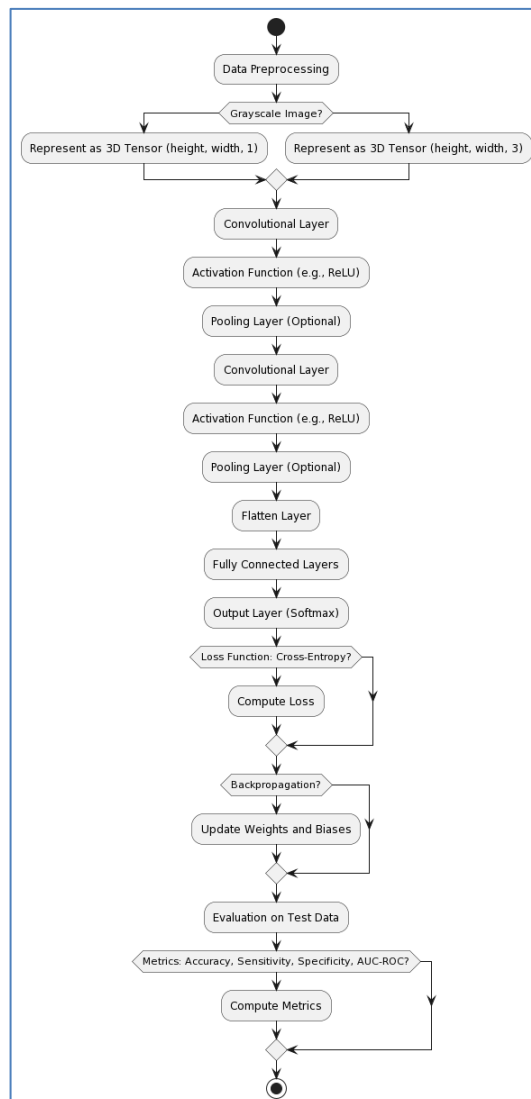 Data Preprocessing
Grayscale Image?
Represent as 3D Tensor (height, width, 1)
Represent as 3D Tensor (height, width, 3)
Convolutional Layer
Activation Function (e.g., ReLU)
Pooling Layer (Optional)
Convolutional Layer
Activation Function (e.g., ReLU)
Pooling Layer (Optional)
Flatten Layer
Fully Connected Layers
Output Layer (Softmax)
Loss Function: Cross-Entropy?
Compute Loss
Backpropagation?
Update Weights and Biases
Evaluation on Test Data
Metrics: Accuracy, Sensitivity, Specificity, AUC-ROC?
Compute Metrics